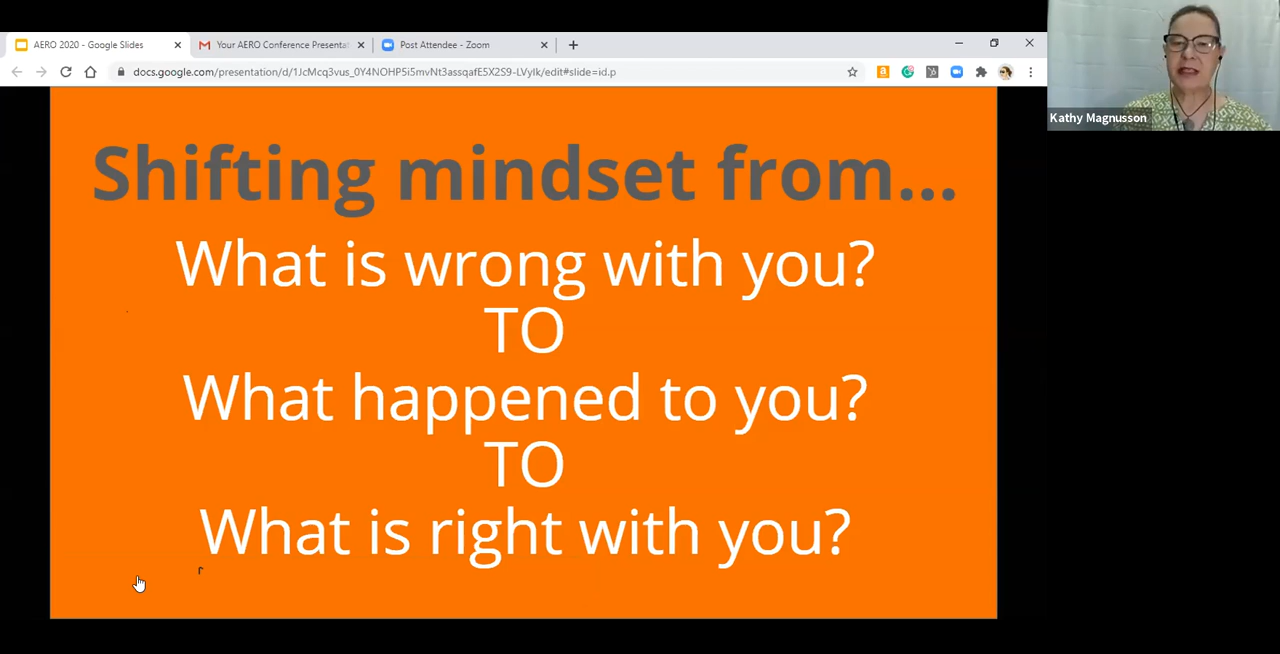 AERO 2020 - Google Slides
Your AERO Conference Presentat
Post Attendee - Zoom
docs.google.com/presentation/d/1JcMcq3vus_0Y4NOHP5i5mvNt3assqafE5X2S9-LVyIk/edit#slide=id.p
Kathy Magnusson
Shifting mindset from...
What is wrong with you?
TO
What happened to you?
TO
What is right with you?